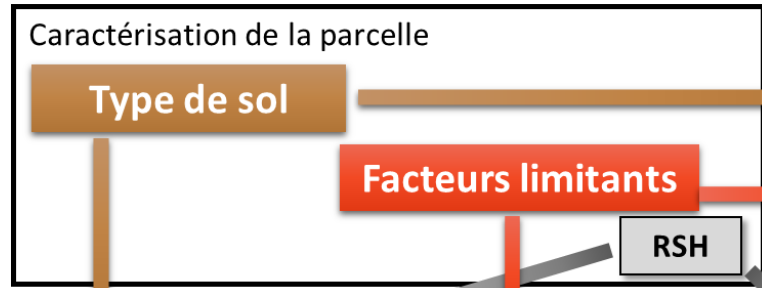 Caractérisation de la parcelle
Type de sol
Facteurs limitants
RSH